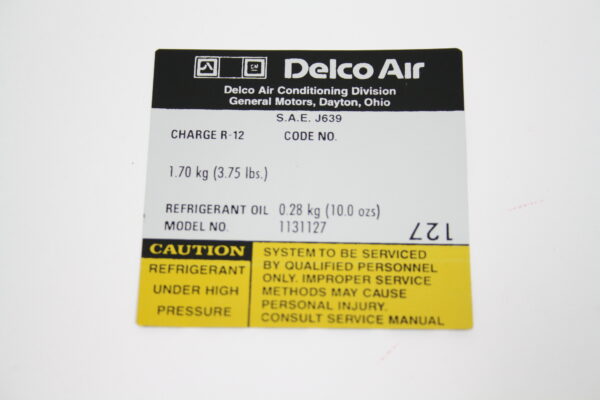 Delco Air
Delco Air Conditioning Division
General Motors, Dayton, Ohio
S.A.E. J639
CHARGE R-12 CODE NO.
1.70 kg (3.75 lbs.)
REFRIGERANT OIL 0.28 kg (10.0 ozs)
MODEL NO. 1131127
127
CAUTION
REFRIGERANT
UNDER HIGH
PRESSURE
SYSTEM TO BE SERVICED
BY QUALIFIED PERSONNEL
ONLY. IMPROPER SERVICE
METHODS MAY CAUSE
PERSONAL INJURY.
CONSULT SERVICE MANUAL